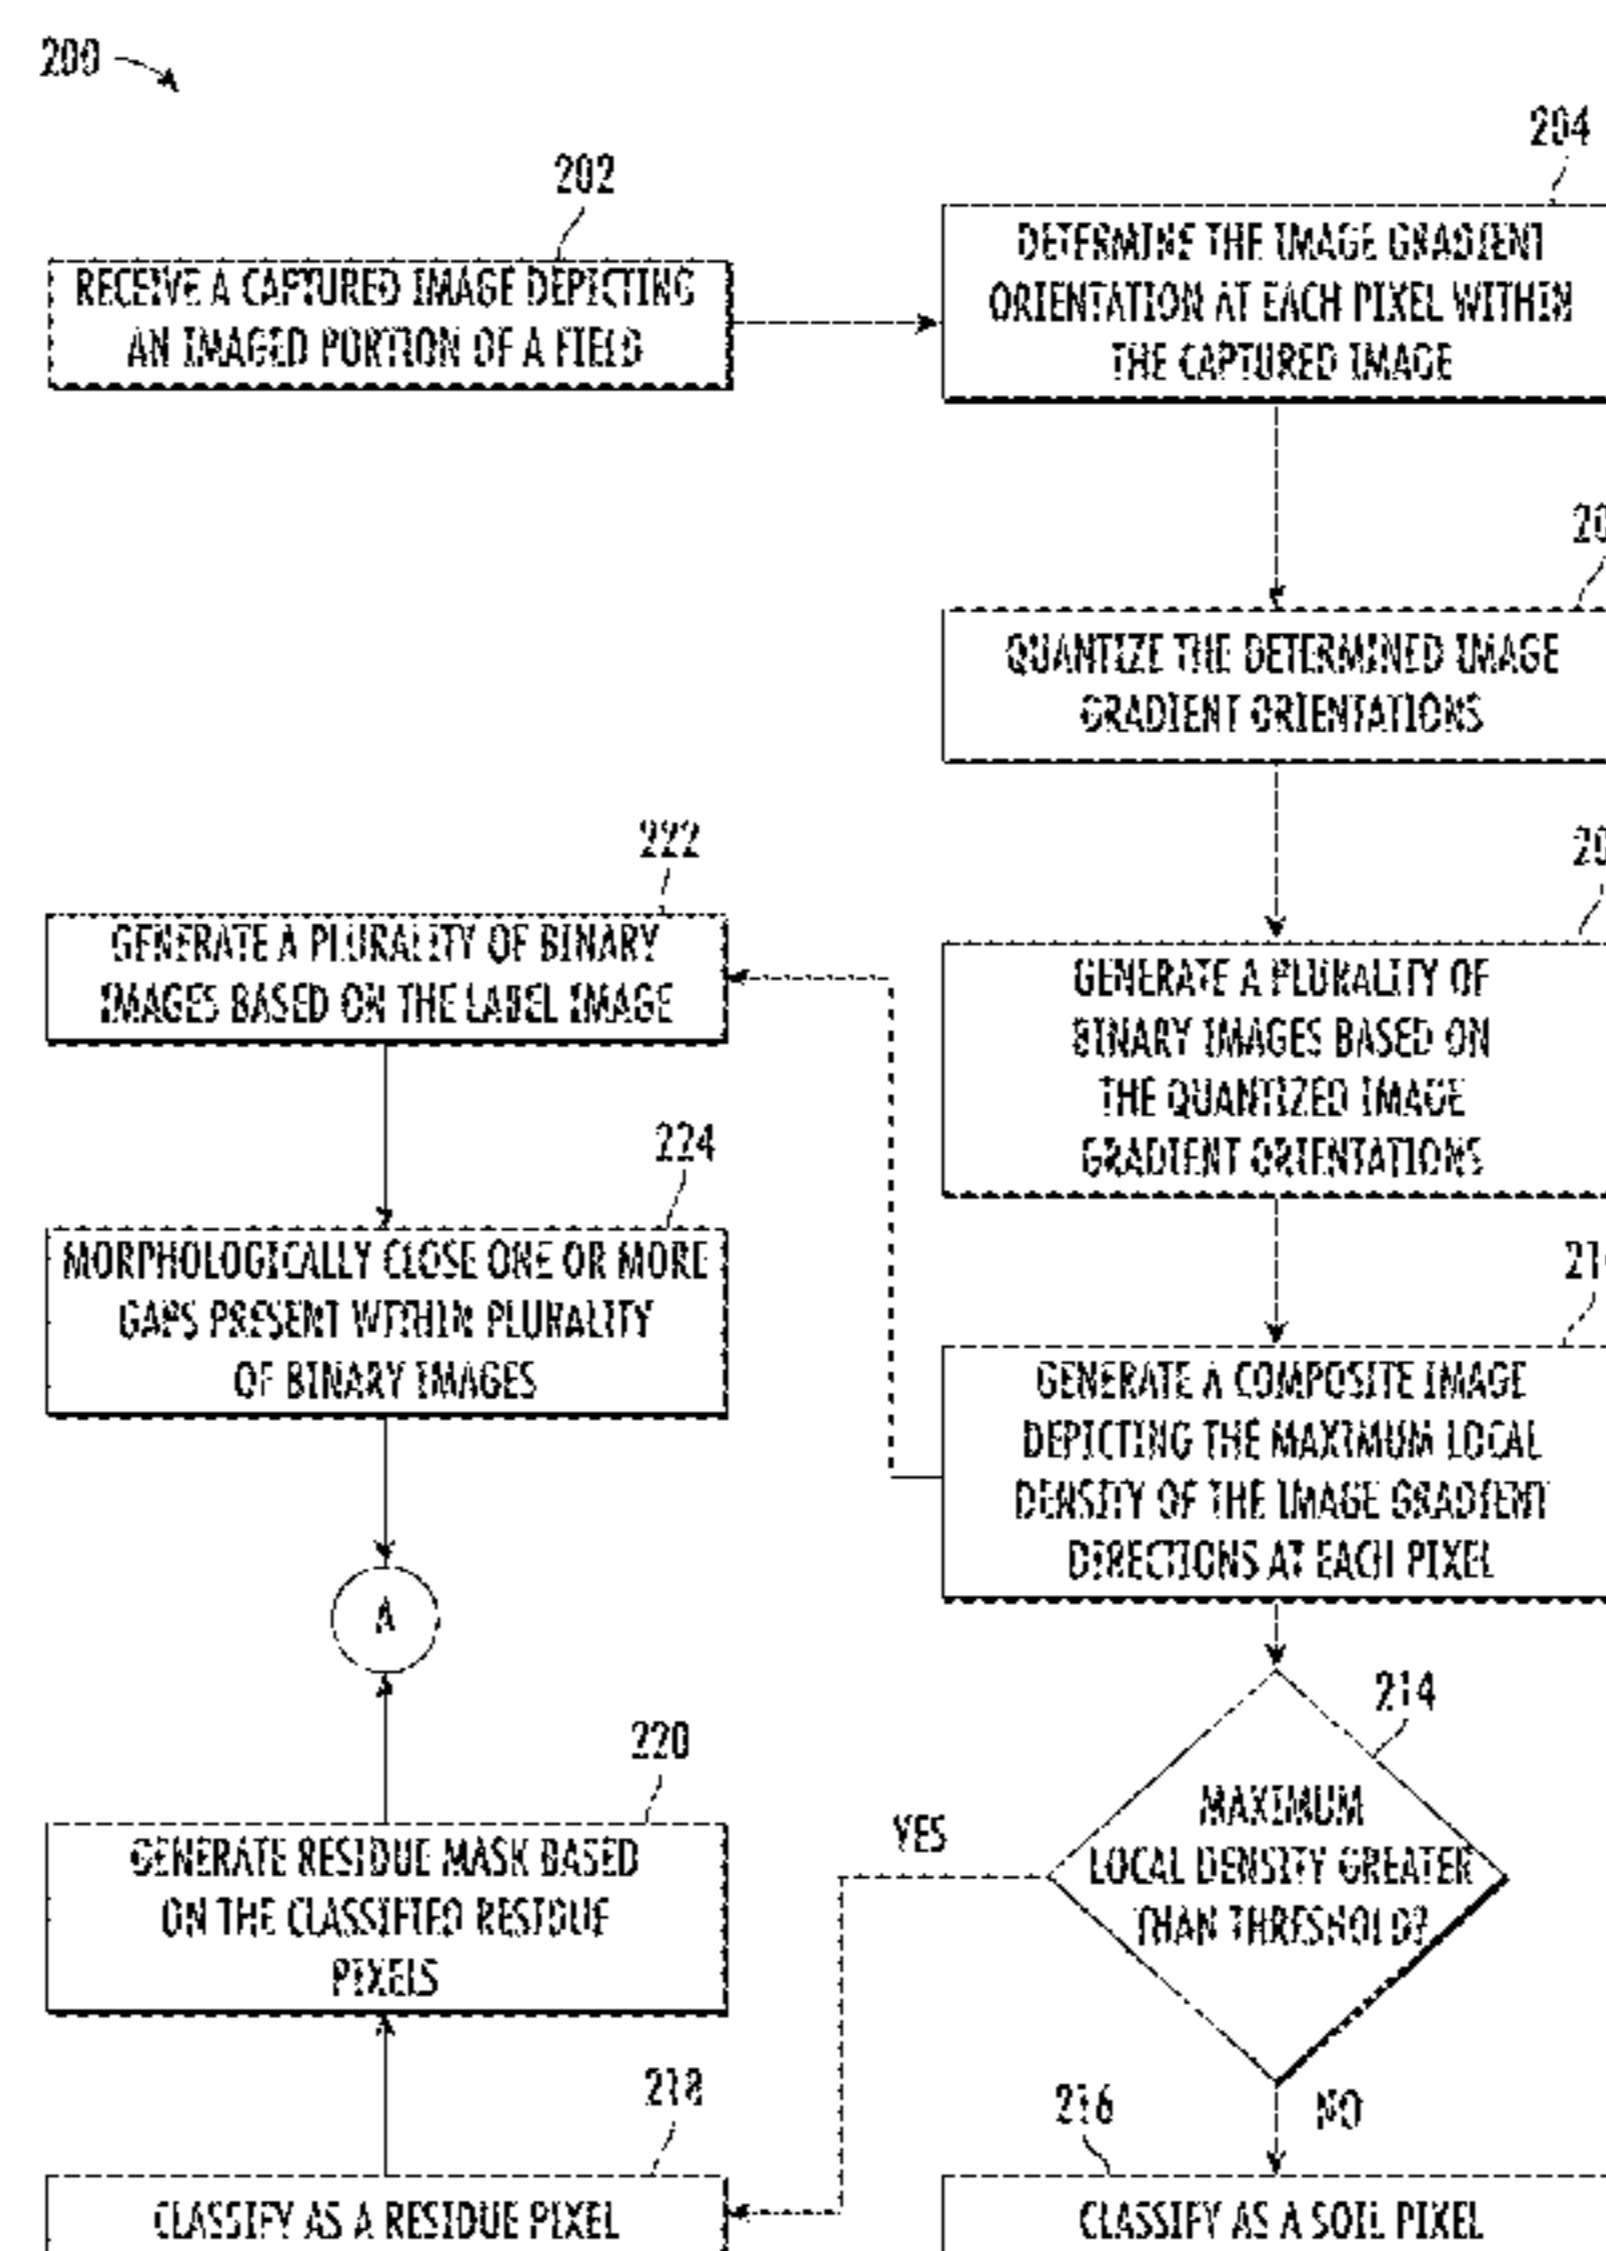 200
202
RECEIVE A CAPTURED IMAGE DEPICTING
AN IMAGED PORTION OF A FIELD
204
DETERMINE THE IMAGE GRADIENT
ORIENTATION AT EACH PIXEL WITHIN
THE CAPTURED IMAGE
QUANTIZE THE DETERMINED IMAGE
GRADIENT ORIENTATIONS
GENERATE A PLURALITY OF
BINARY IMAGES BASED ON
THE QUANTIZED IMAGE
GRADIENT ORIENTATIONS
GENERATE A COMPOSITE IMAGE
DEPICTING THE MAXIMUM LOCAL
DENSITY OF THE IMAGE GRADIENT
DIRECTIONS AT EACH PIXEL
222
GENERATE A PLURALITY OF BINARY
IMAGES BASED ON THE LABEL IMAGE
224
MORPHOLOGICALLY CLOSE ONE OR MORE
GAPS PRESENT WITHIN PLURALITY
OF BINARY IMAGES
A
214
MAXIMUM
LOCAL DENSITY GREATER
THAN THRESHOLD?
YES
NO
220
GENERATE RESIDUE MASK BASED
ON THE CLASSIFIED RESIDUE
PIXELS
218
CLASSIFY AS A RESIDUE PIXEL
216
CLASSIFY AS A SOIL PIXEL